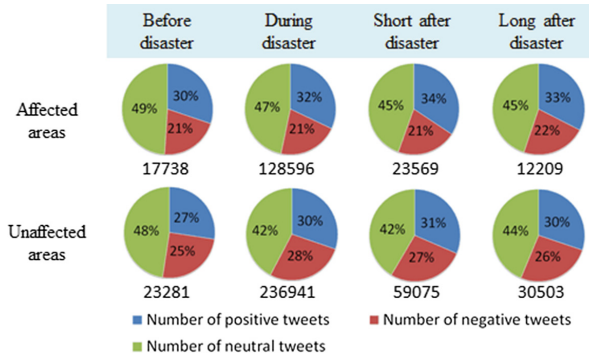 Before disaster
During disaster
Short after disaster
Long after disaster
Affected areas
49% 30% 21%
47% 32% 21%
45% 34% 21%
45% 33% 22%
17738 128596 23569 12209
Unaffected areas
48% 27% 25%
42% 30% 28%
42% 31% 27%
44% 30% 26%
23281 236941 59075 30503
Number of positive tweets
Number of negative tweets
Number of neutral tweets